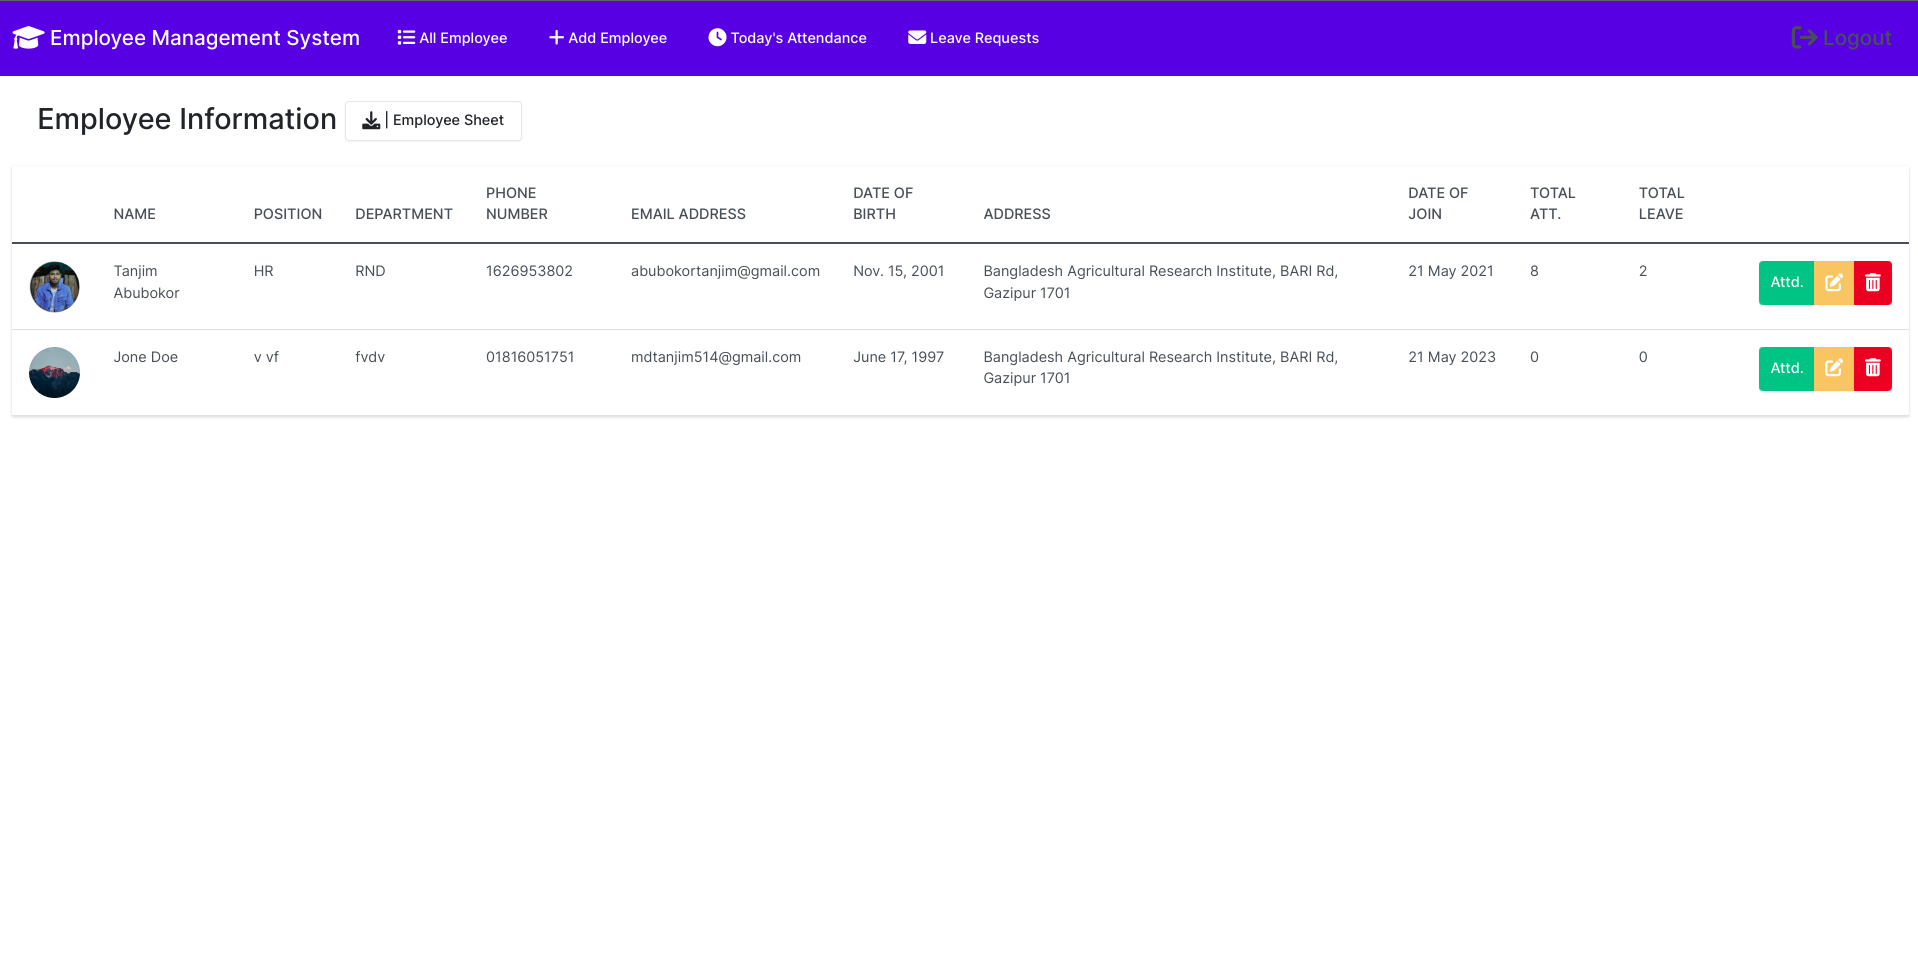 Employee Management System All Employee Add Employee Today's Attendance Leave Requests Logout
Employee Information | Employee Sheet
NAME POSITION DEPARTMENT PHONE NUMBER EMAIL ADDRESS DATE OF BIRTH ADDRESS DATE OF JOIN TOTAL ATT. TOTAL LEAVE
Tanjim Abubokor HR RND 1626953802 abubokortanjim@gmail.com Nov. 15, 2001 Bangladesh Agricultural Research Institute, BARI Rd, Gazipur 1701 21 May 2021 8 2 Attd.
Jone Doe v vf fvdv 01816051751 mdtanjim514@gmail.com June 17, 1997 Bangladesh Agricultural Research Institute, BARI Rd, Gazipur 1701 21 May 2023 0 0 Attd.